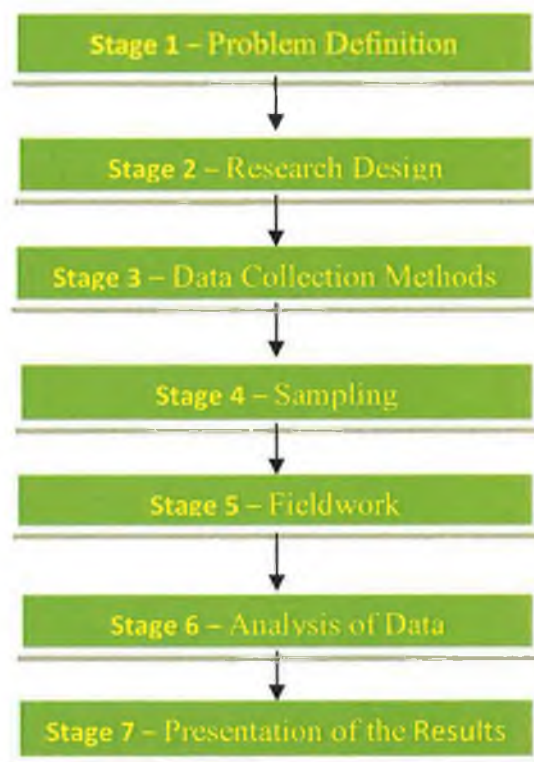 Stage 1 – Problem Definition
Stage 2 – Research Design
Stage 3 – Data Collection Methods
Stage 4 – Sampling
Stage 5 – Fieldwork
Stage 6 – Analysis of Data
Stage 7 – Presentation of the Results